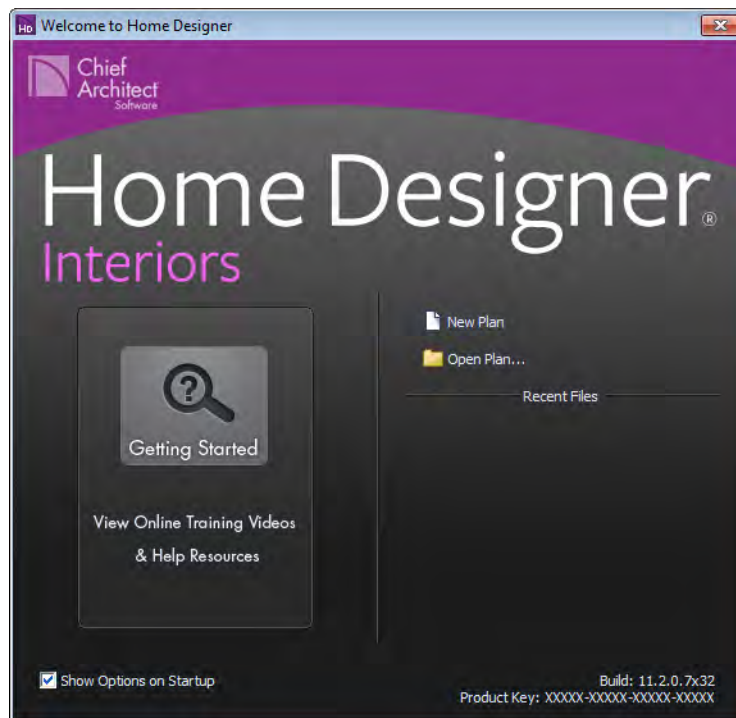 HD Welcome to Home Designer
Chief
Architect
Software
Home Designer®
Interiors
New Plan
Open Plan...
Recent Files
?
Getting Started
View Online Training Videos
& Help Resources
Show Options on Startup
Build: 11.2.0.7x32
Product Key: XXXXX-XXXXX-XXXXX-XXXXX